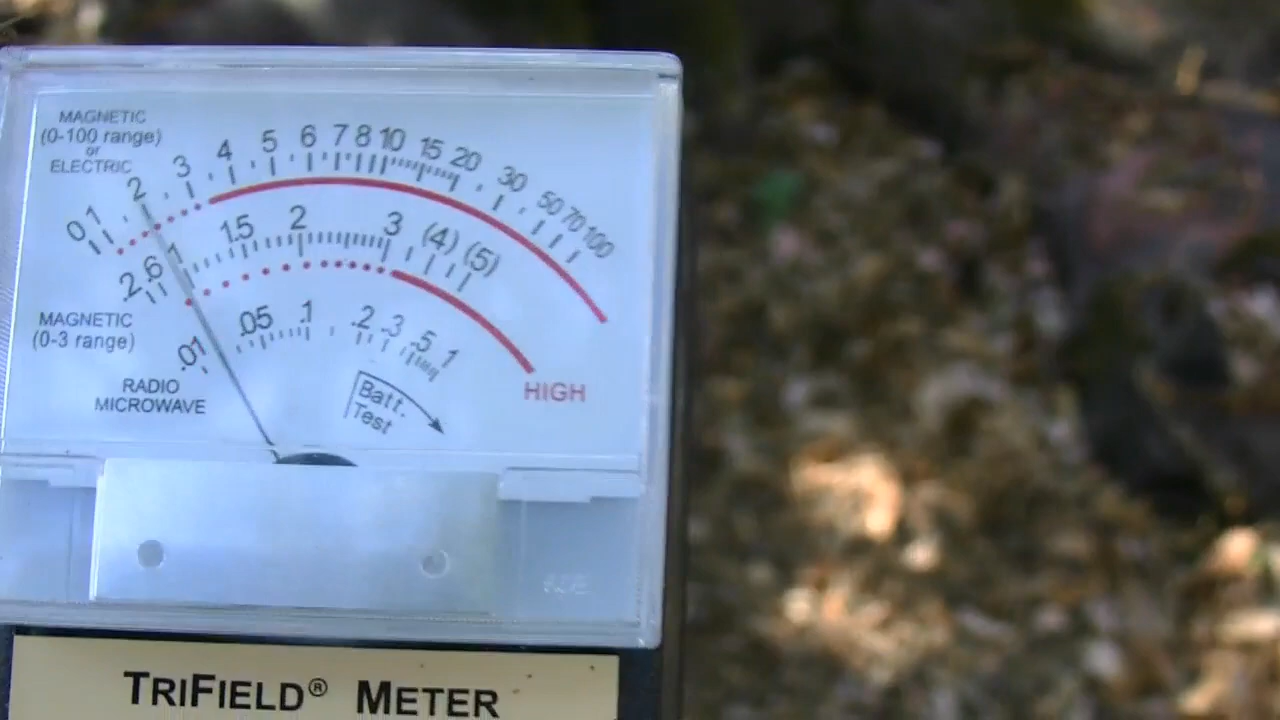 MAGNETIC
(0-100 range)
or
ELECTRIC
0 1 2 3 4 5 6 7 8 10 15 20 30 50 70 100
.2 .6 1 1.5 2 3 (4) (5)
MAGNETIC
(0-3 range)
.01 .05 .1 .2 .3 .5 1
RADIO
MICROWAVE
Batt.
Test
HIGH
TRIFIELD® METER